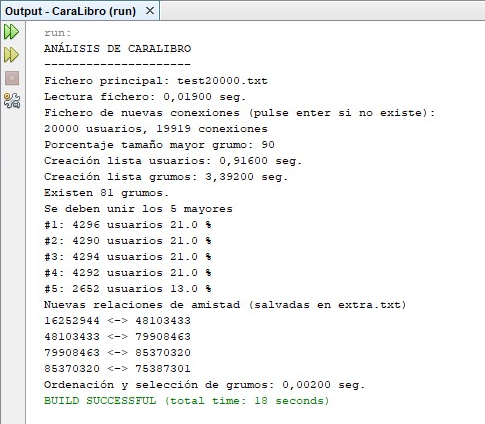 Output - CaraLibro (run)
run:
ANÁLISIS DE CARALIBRO
---------------------
Fichero principal: test20000.txt
Lectura fichero: 0,01900 seg.
Fichero de nuevas conexiones (pulse enter si no existe):
20000 usuarios, 19919 conexiones
Porcentaje tamaño mayor grumo: 90
Creación lista usuarios: 0,91600 seg.
Creación lista grumos: 3,39200 seg.
Existen 81 grumos.
Se deben unir los 5 mayores
#1: 4296 usuarios 21.0 %
#2: 4290 usuarios 21.0 %
#3: 4294 usuarios 21.0 %
#4: 4292 usuarios 21.0 %
#5: 2652 usuarios 13.0 %
Nuevas relaciones de amistad (salvadas en extra.txt)
16252944 <-> 48103433
48103433 <-> 79908463
79908463 <-> 85370320
85370320 <-> 75387301
Ordenación y selección de grumos: 0,00200 seg.
BUILD SUCCESSFUL (total time: 18 seconds)